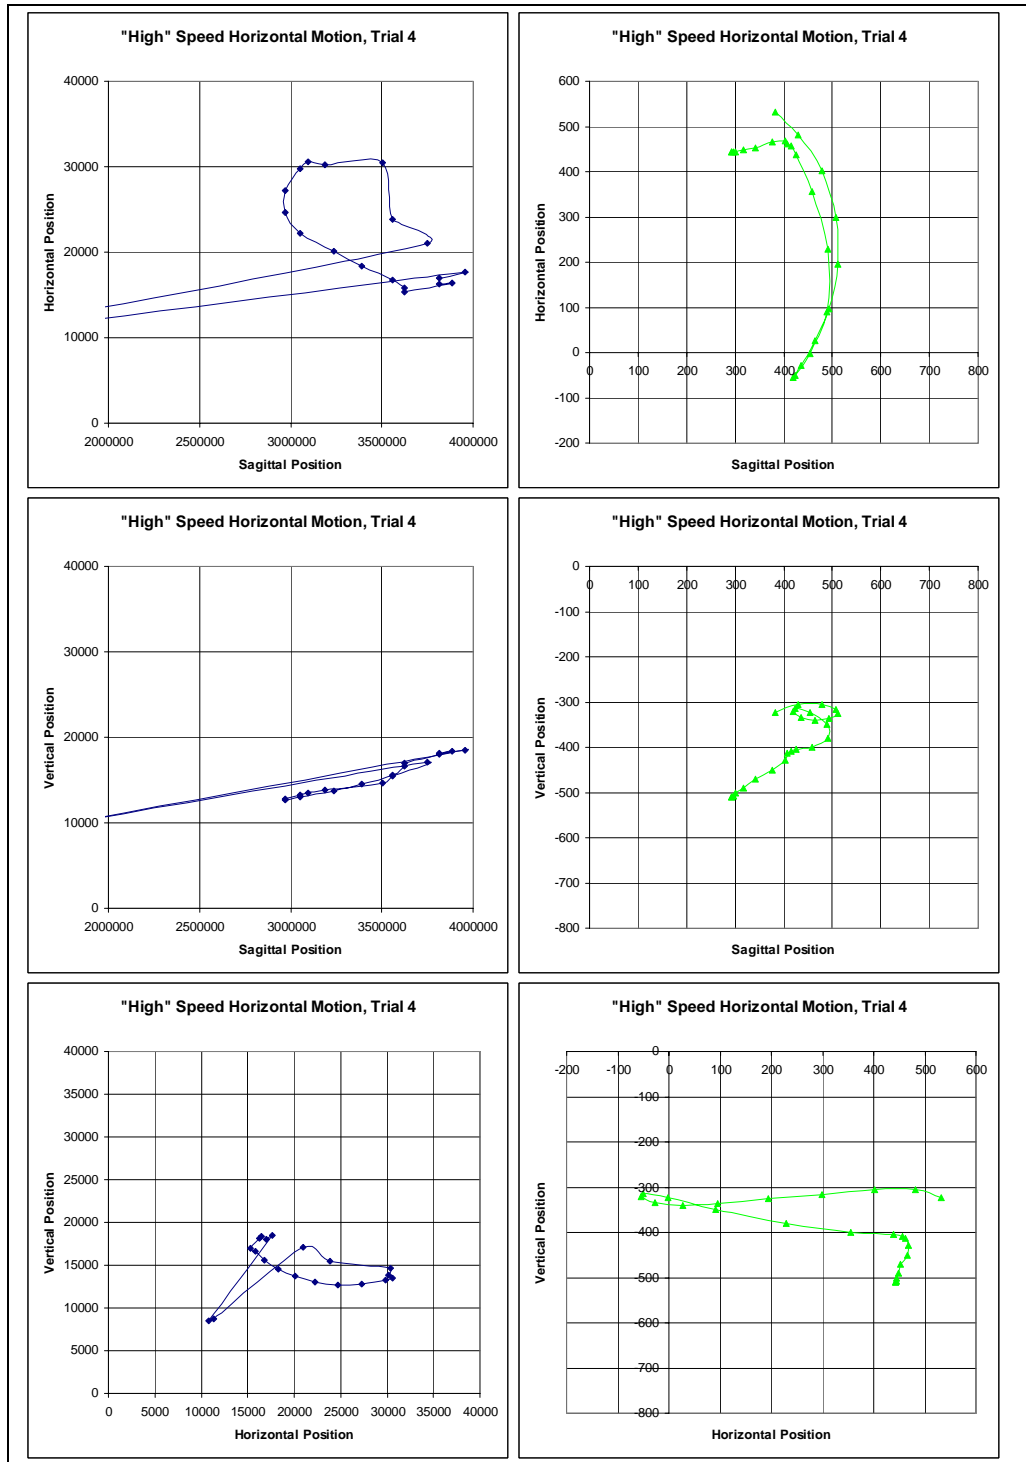 "High" Speed Horizontal Motion, Trial 4
40000
30000
20000
10000
0
2000000 2500000 3000000 3500000 4000000
Horizontal Position
Sagittal Position
"High" Speed Horizontal Motion, Trial 4
600
500
400
300
200
100
0
-100
-200
0 100 200 300 400 500 600 700 800
Horizontal Position
Sagittal Position
"High" Speed Horizontal Motion, Trial 4
40000
30000
20000
10000
0
2000000 2500000 3000000 3500000 4000000
Vertical Position
Sagittal Position
"High" Speed Horizontal Motion, Trial 4
0
-100
-200
-300
-400
-500
-600
-700
-800
0 100 200 300 400 500 600 700 800
Vertical Position
Sagittal Position
"High" Speed Horizontal Motion, Trial 4
40000
35000
30000
25000
20000
15000
10000
5000
0
0 5000 10000 15000 20000 25000 30000 35000 40000
Vertical Position
Horizontal Position
"High" Speed Horizontal Motion, Trial 4
0
-100
-200
-300
-400
-500
-600
-700
-800
-200 -100 0 100 200 300 400 500 600
Vertical Position
Horizontal Position